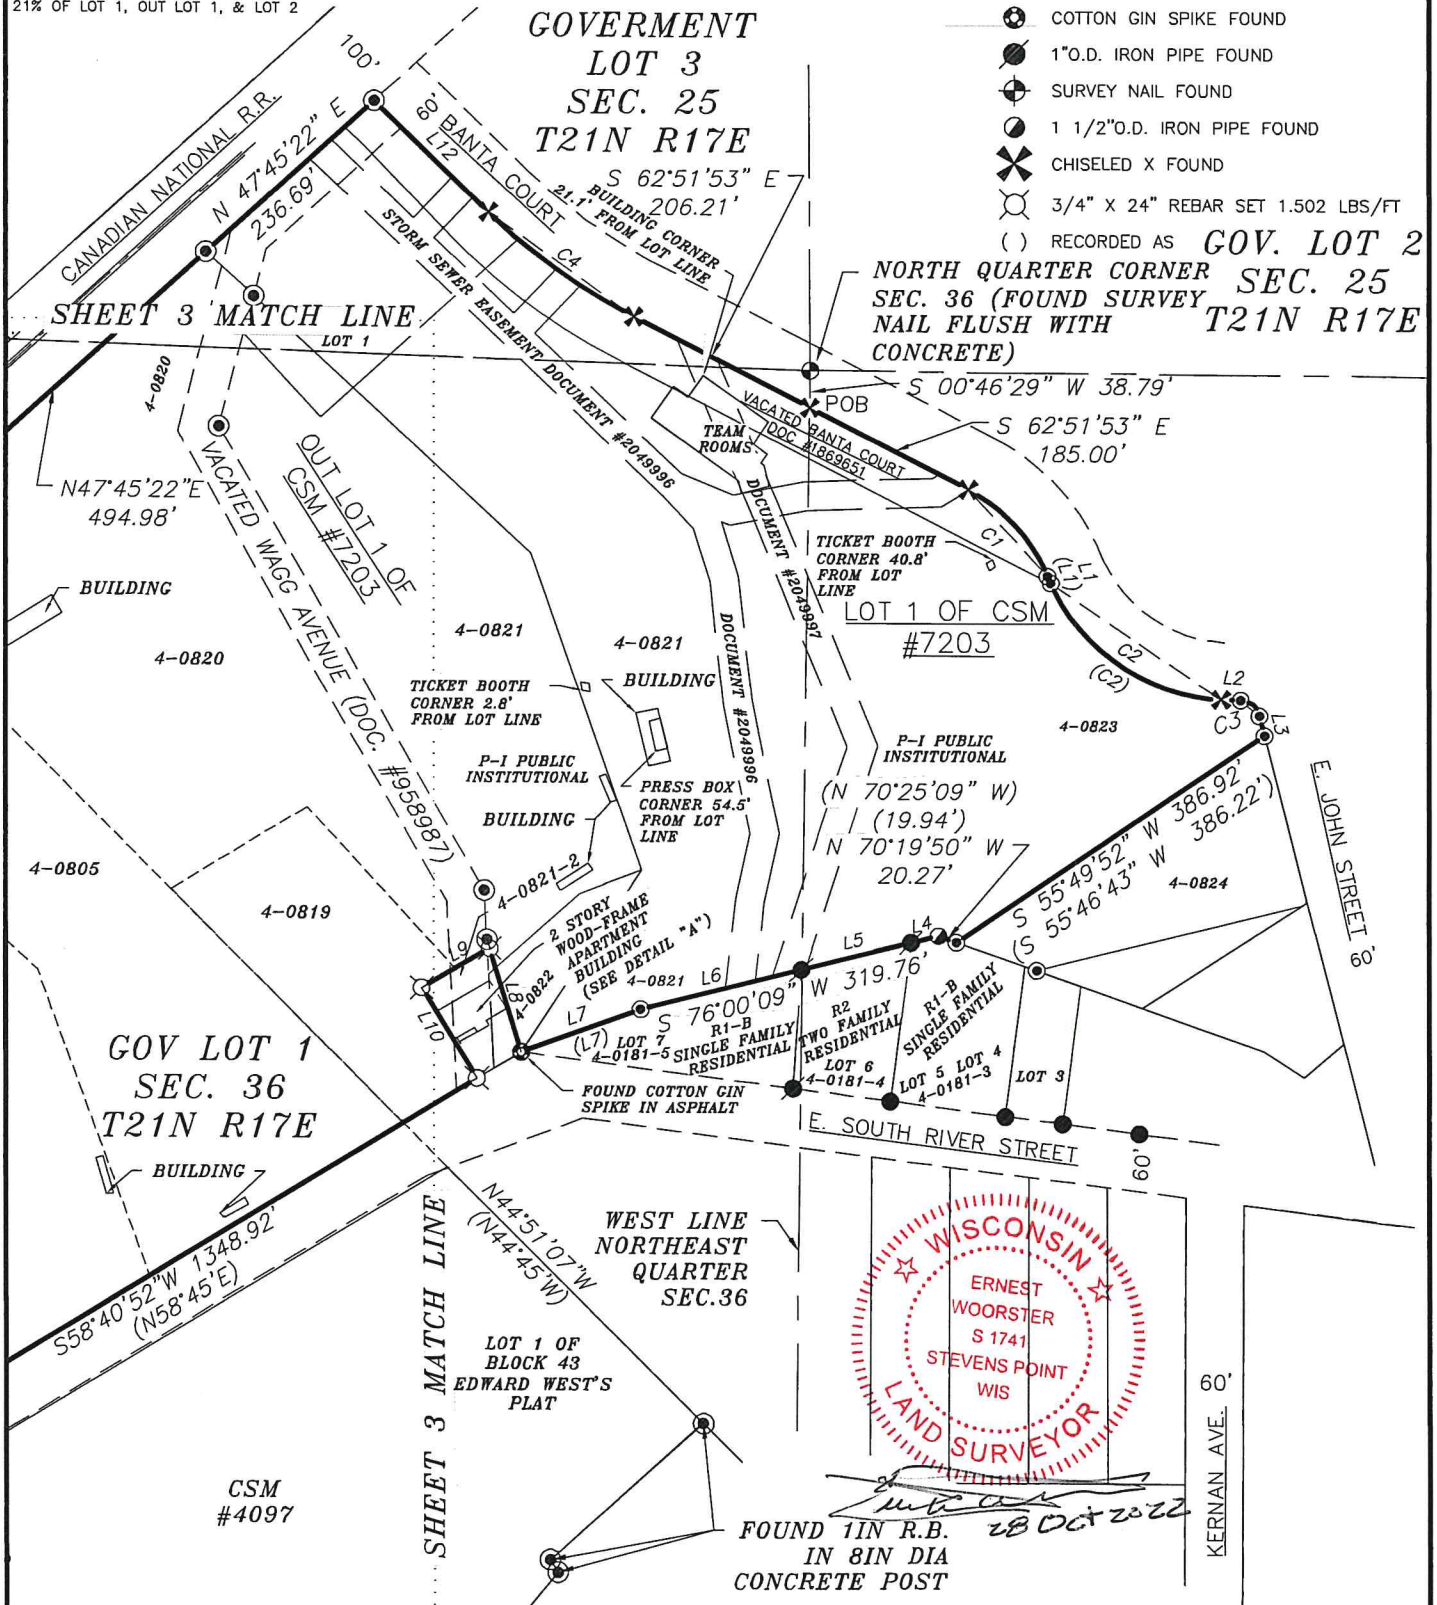 21% OF LOT 1, OUT LOT 1, & LOT 2
GOVERMENT
LOT 3
SEC. 25
T21N R17E
COTTON GIN SPIKE FOUND
1"O.D. IRON PIPE FOUND
SURVEY NAIL FOUND
1 1/2"O.D. IRON PIPE FOUND
CHISELED X FOUND
3/4" X 24" REBAR SET 1.502 LBS/FT
( ) RECORDED AS
GOV. LOT 2
SEC. 25
T21N R17E
100'
60'
BANTA COURT
L12
CANADIAN NATIONAL R.R.
N 47°45'22" E
236.69'
S 62°51'53" E
206.21'
BUILDING CORNER
21.1' FROM LOT LINE
C4
STORM SEWER EASEMENT DOCUMENT #2049996
NORTH QUARTER CORNER
SEC. 36 (FOUND SURVEY
NAIL FLUSH WITH
CONCRETE)
SHEET 3 MATCH LINE
LOT 1
4-0820
S 00°46'29" W 38.79'
POB
VACATED BANTA COURT
DOC #1869651
TEAM
ROOMS
S 62°51'53" E
185.00'
N47°45'22"E
494.98'
OUT LOT 1 OF
CSM #7203
VACATED WAGG AVENUE (DOC. #958987)
DOCUMENT #2049997
C1
TICKET BOOTH
CORNER 40.8'
FROM LOT
LINE
L1
(L1)
LOT 1 OF CSM
#7203
BUILDING
4-0820
4-0821
4-0821
BUILDING
DOCUMENT #2049996
C2
(C2)
L2
C3
L3
TICKET BOOTH
CORNER 2.8'
FROM LOT LINE
4-0823
P-I PUBLIC
INSTITUTIONAL
P-I PUBLIC
INSTITUTIONAL
PRESS BOX
CORNER 54.5'
FROM LOT
LINE
BUILDING
(N 70°25'09" W)
(19.94')
N 70°19'50" W
20.27'
S 55°49'52" W 386.92'
(S 55°46'43" W 386.22')
E. JOHN STREET
60'
4-0824
4-0805
4-0819
4-0821-2
2 STORY
WOOD-FRAME
APARTMENT
BUILDING
(SEE DETAIL "A")
4-0822
4-0821
L9
L8
L10
L7
(L7)
L6
L5
L4
S 76°00'09" W 319.76'
LOT 7
4-0181-5
R1-B
SINGLE FAMILY
RESIDENTIAL
R2
TWO FAMILY
RESIDENTIAL
R1-B
SINGLE FAMILY
RESIDENTIAL
LOT 6
4-0181-4
LOT 5
LOT 4
4-0181-3
LOT 3
GOV LOT 1
SEC. 36
T21N R17E
FOUND COTTON GIN
SPIKE IN ASPHALT
E. SOUTH RIVER STREET
60'
BUILDING
S58°40'52"W 1348.92'
(N58°45'E)
N44°51'07"W
(N44°45'W)
SHEET 3 MATCH LINE
WEST LINE
NORTHEAST
QUARTER
SEC.36
WISCONSIN
ERNEST
WOORSTER
S 1741
STEVENS POINT
WIS
LAND SURVEYOR
28 Oct 2022
LOT 1 OF
BLOCK 43
EDWARD WEST'S
PLAT
60'
KERNAN AVE.
CSM
#4097
FOUND 1IN R.B.
IN 8IN DIA
CONCRETE POST